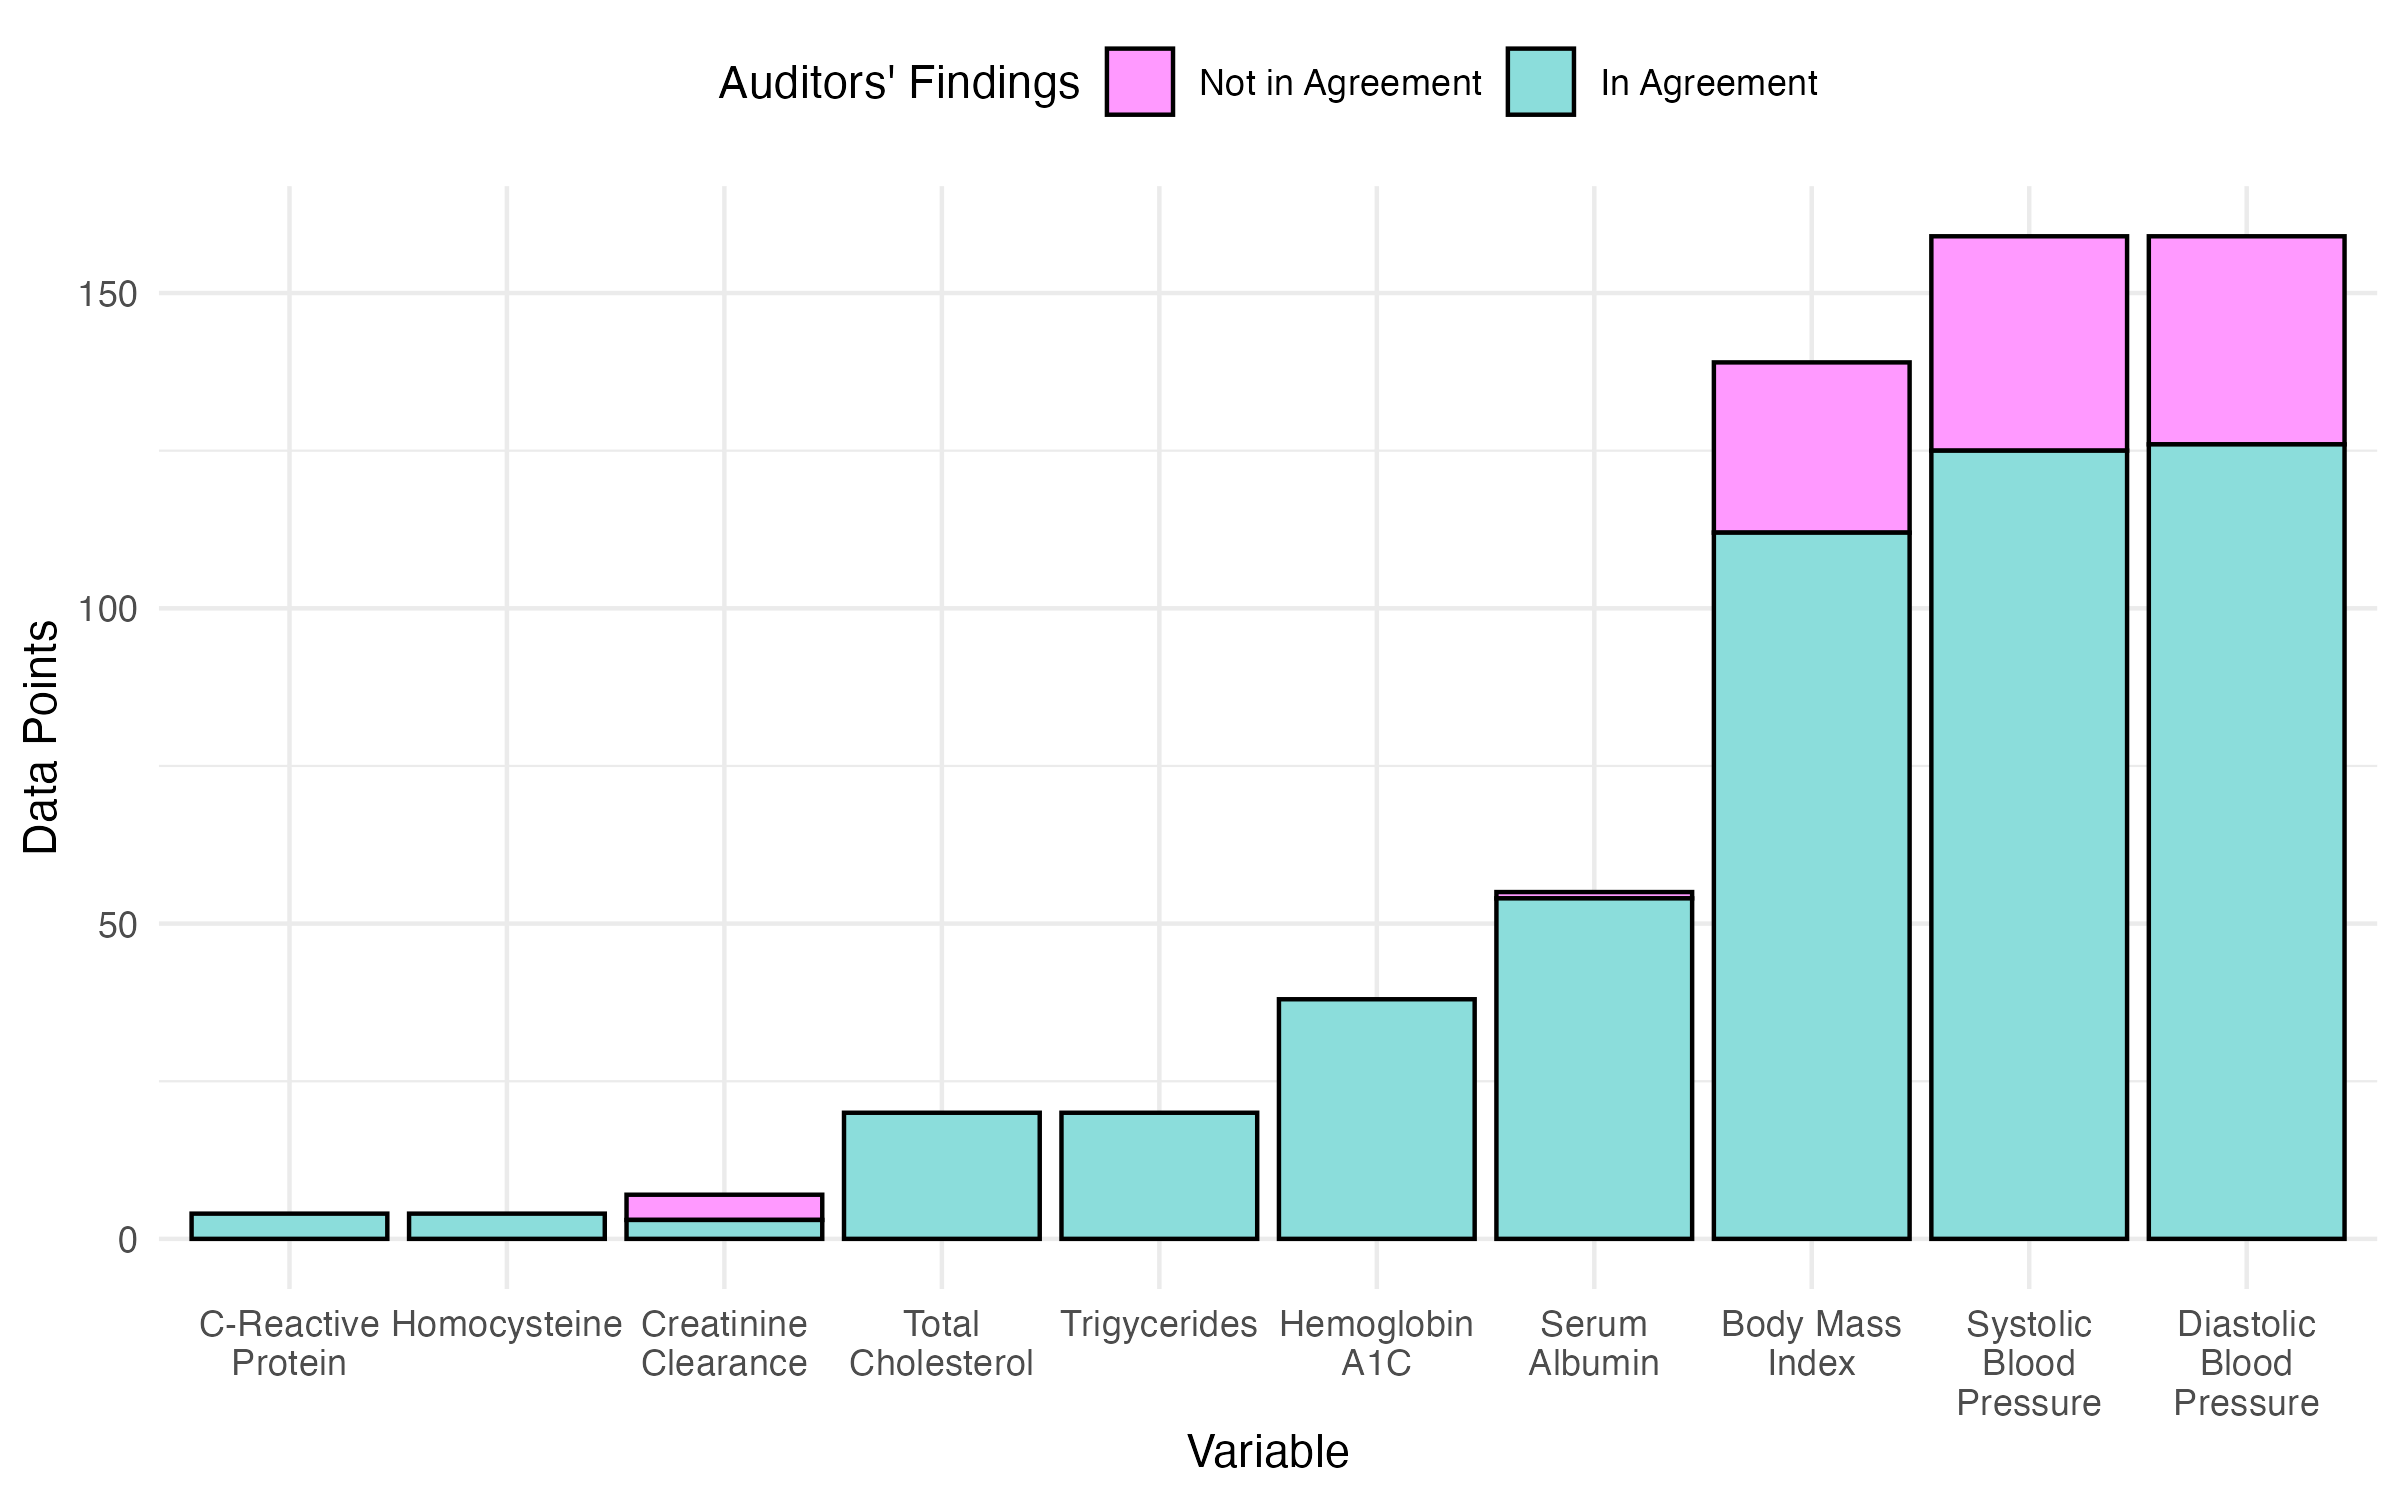 Auditors' Findings Not in Agreement In Agreement
150
100
50
0
Data Points
C-Reactive Protein
Homocysteine
Creatinine Clearance
Total Cholesterol
Trigycerides
Hemoglobin A1C
Serum Albumin
Body Mass Index
Systolic Blood Pressure
Diastolic Blood Pressure
Variable